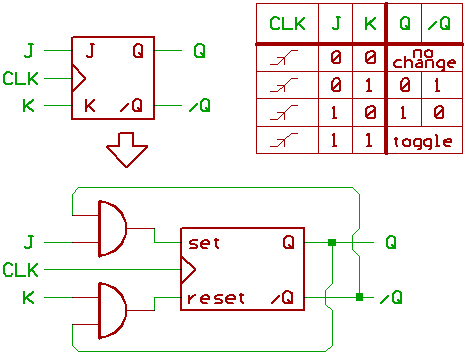 J J Q Q
CLK
K K /Q /Q
CLK J K Q /Q
0 0 no change
0 1 0 1
1 0 1 0
1 1 toggle
J set Q Q
CLK
K reset /Q /Q